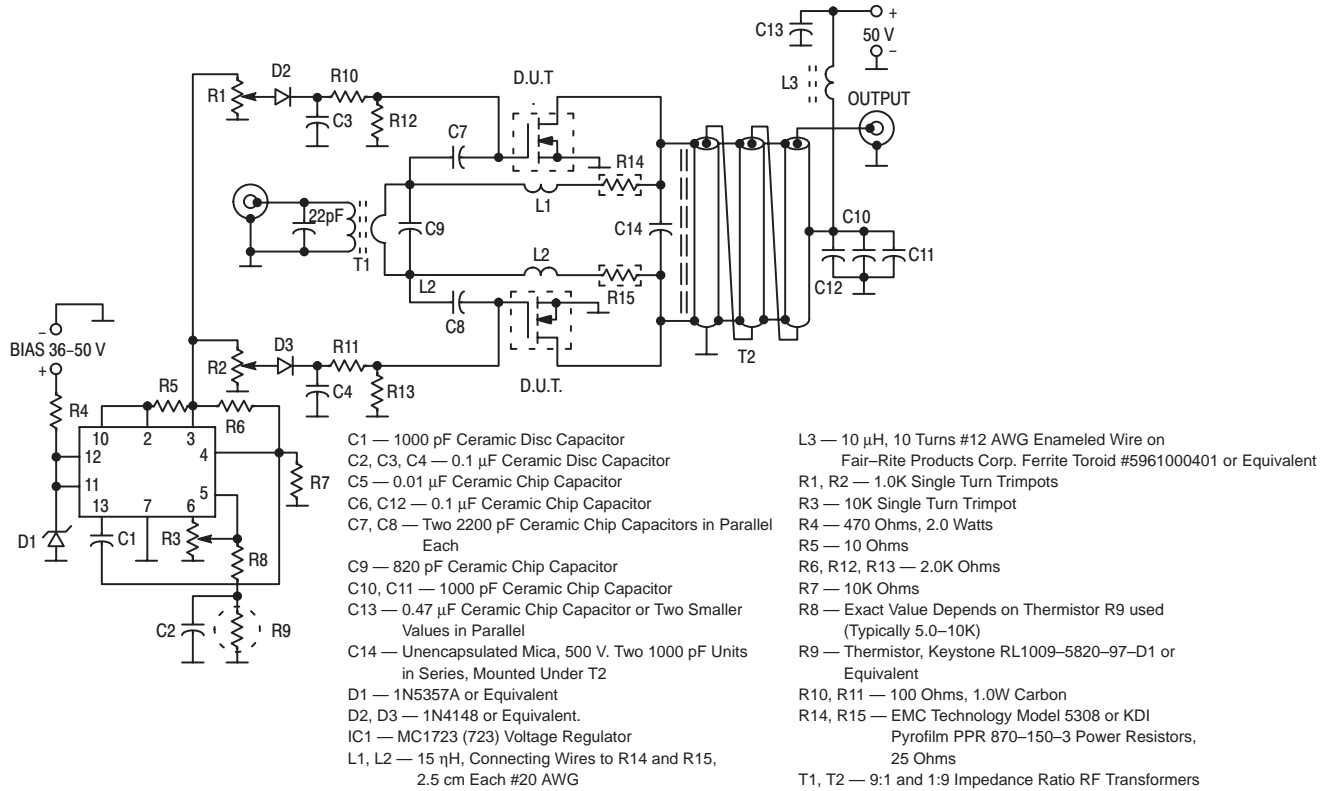 C13
+
50 V
−
L3
OUTPUT
D2
R10
D.U.T
R1
C3
R12
C7
R14
L1
22pF
C9
C14
T1
L2
L2
R15
C10
C11
C12
C8
D.U.T.
T2
−
BIAS 36–50 V
+
D3
R11
R2
C4
R13
R5
R4
R6
10
2
3
4
12
11
5
13
7
6
R7
D1
C1
R3
R8
C2
R9
C1 — 1000 pF Ceramic Disc Capacitor
C2, C3, C4 — 0.1 μF Ceramic Disc Capacitor
C5 — 0.01 μF Ceramic Chip Capacitor
C6, C12 — 0.1 μF Ceramic Chip Capacitor
C7, C8 — Two 2200 pF Ceramic Chip Capacitors in Parallel
Each
C9 — 820 pF Ceramic Chip Capacitor
C10, C11 — 1000 pF Ceramic Chip Capacitor
C13 — 0.47 μF Ceramic Chip Capacitor or Two Smaller
Values in Parallel
C14 — Unencapsulated Mica, 500 V. Two 1000 pF Units
in Series, Mounted Under T2
D1 — 1N5357A or Equivalent
D2, D3 — 1N4148 or Equivalent.
IC1 — MC1723 (723) Voltage Regulator
L1, L2 — 15 ηH, Connecting Wires to R14 and R15,
2.5 cm Each #20 AWG
L3 — 10 μH, 10 Turns #12 AWG Enameled Wire on
Fair–Rite Products Corp. Ferrite Toroid #5961000401 or Equivalent
R1, R2 — 1.0K Single Turn Trimpots
R3 — 10K Single Turn Trimpot
R4 — 470 Ohms, 2.0 Watts
R5 — 10 Ohms
R6, R12, R13 — 2.0K Ohms
R7 — 10K Ohms
R8 — Exact Value Depends on Thermistor R9 used
(Typically 5.0–10K)
R9 — Thermistor, Keystone RL1009–5820–97–D1 or
Equivalent
R10, R11 — 100 Ohms, 1.0W Carbon
R14, R15 — EMC Technology Model 5308 or KDI
Pyrofilm PPR 870–150–3 Power Resistors,
25 Ohms
T1, T2 — 9:1 and 1:9 Impedance Ratio RF Transformers